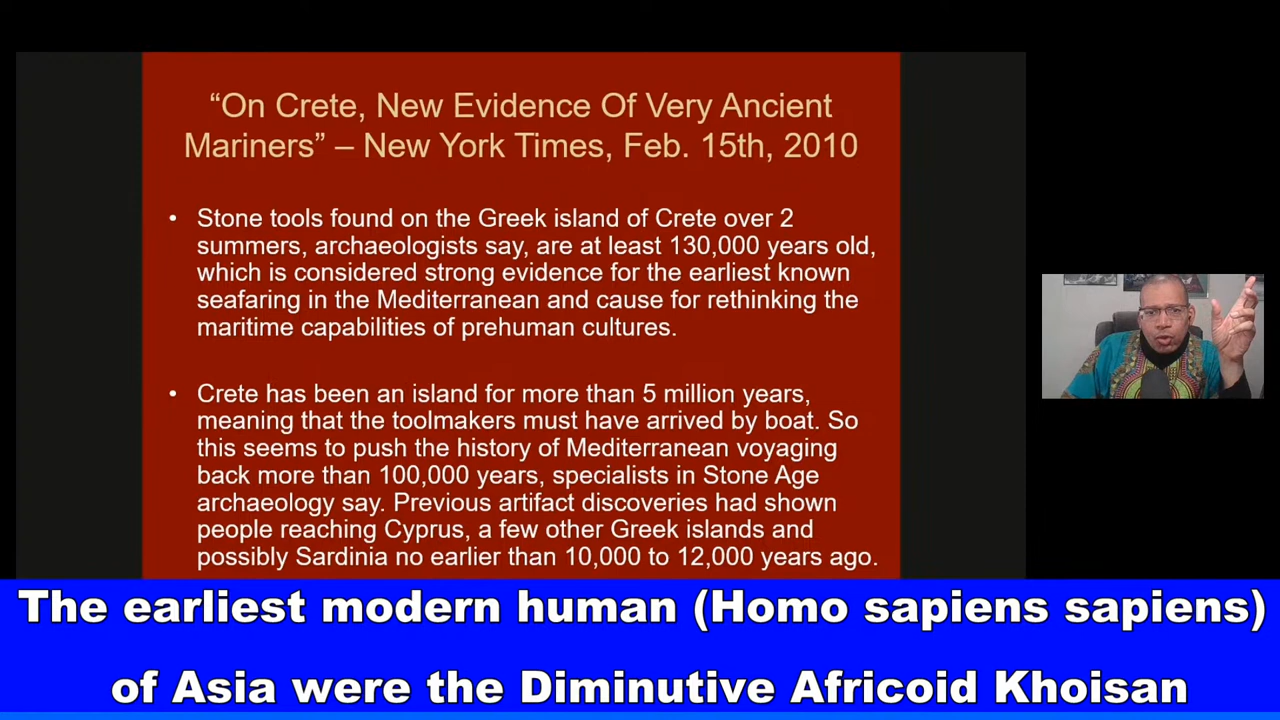 “On Crete, New Evidence Of Very Ancient
Mariners” – New York Times, Feb. 15th, 2010
• Stone tools found on the Greek island of Crete over 2
summers, archaeologists say, are at least 130,000 years old,
which is considered strong evidence for the earliest known
seafaring in the Mediterranean and cause for rethinking the
maritime capabilities of prehuman cultures.
• Crete has been an island for more than 5 million years,
meaning that the toolmakers must have arrived by boat. So
this seems to push the history of Mediterranean voyaging
back more than 100,000 years, specialists in Stone Age
archaeology say. Previous artifact discoveries had shown
people reaching Cyprus, a few other Greek islands and
possibly Sardinia no earlier than 10,000 to 12,000 years ago.
The earliest modern human (Homo sapiens sapiens)
of Asia were the Diminutive Africoid Khoisan